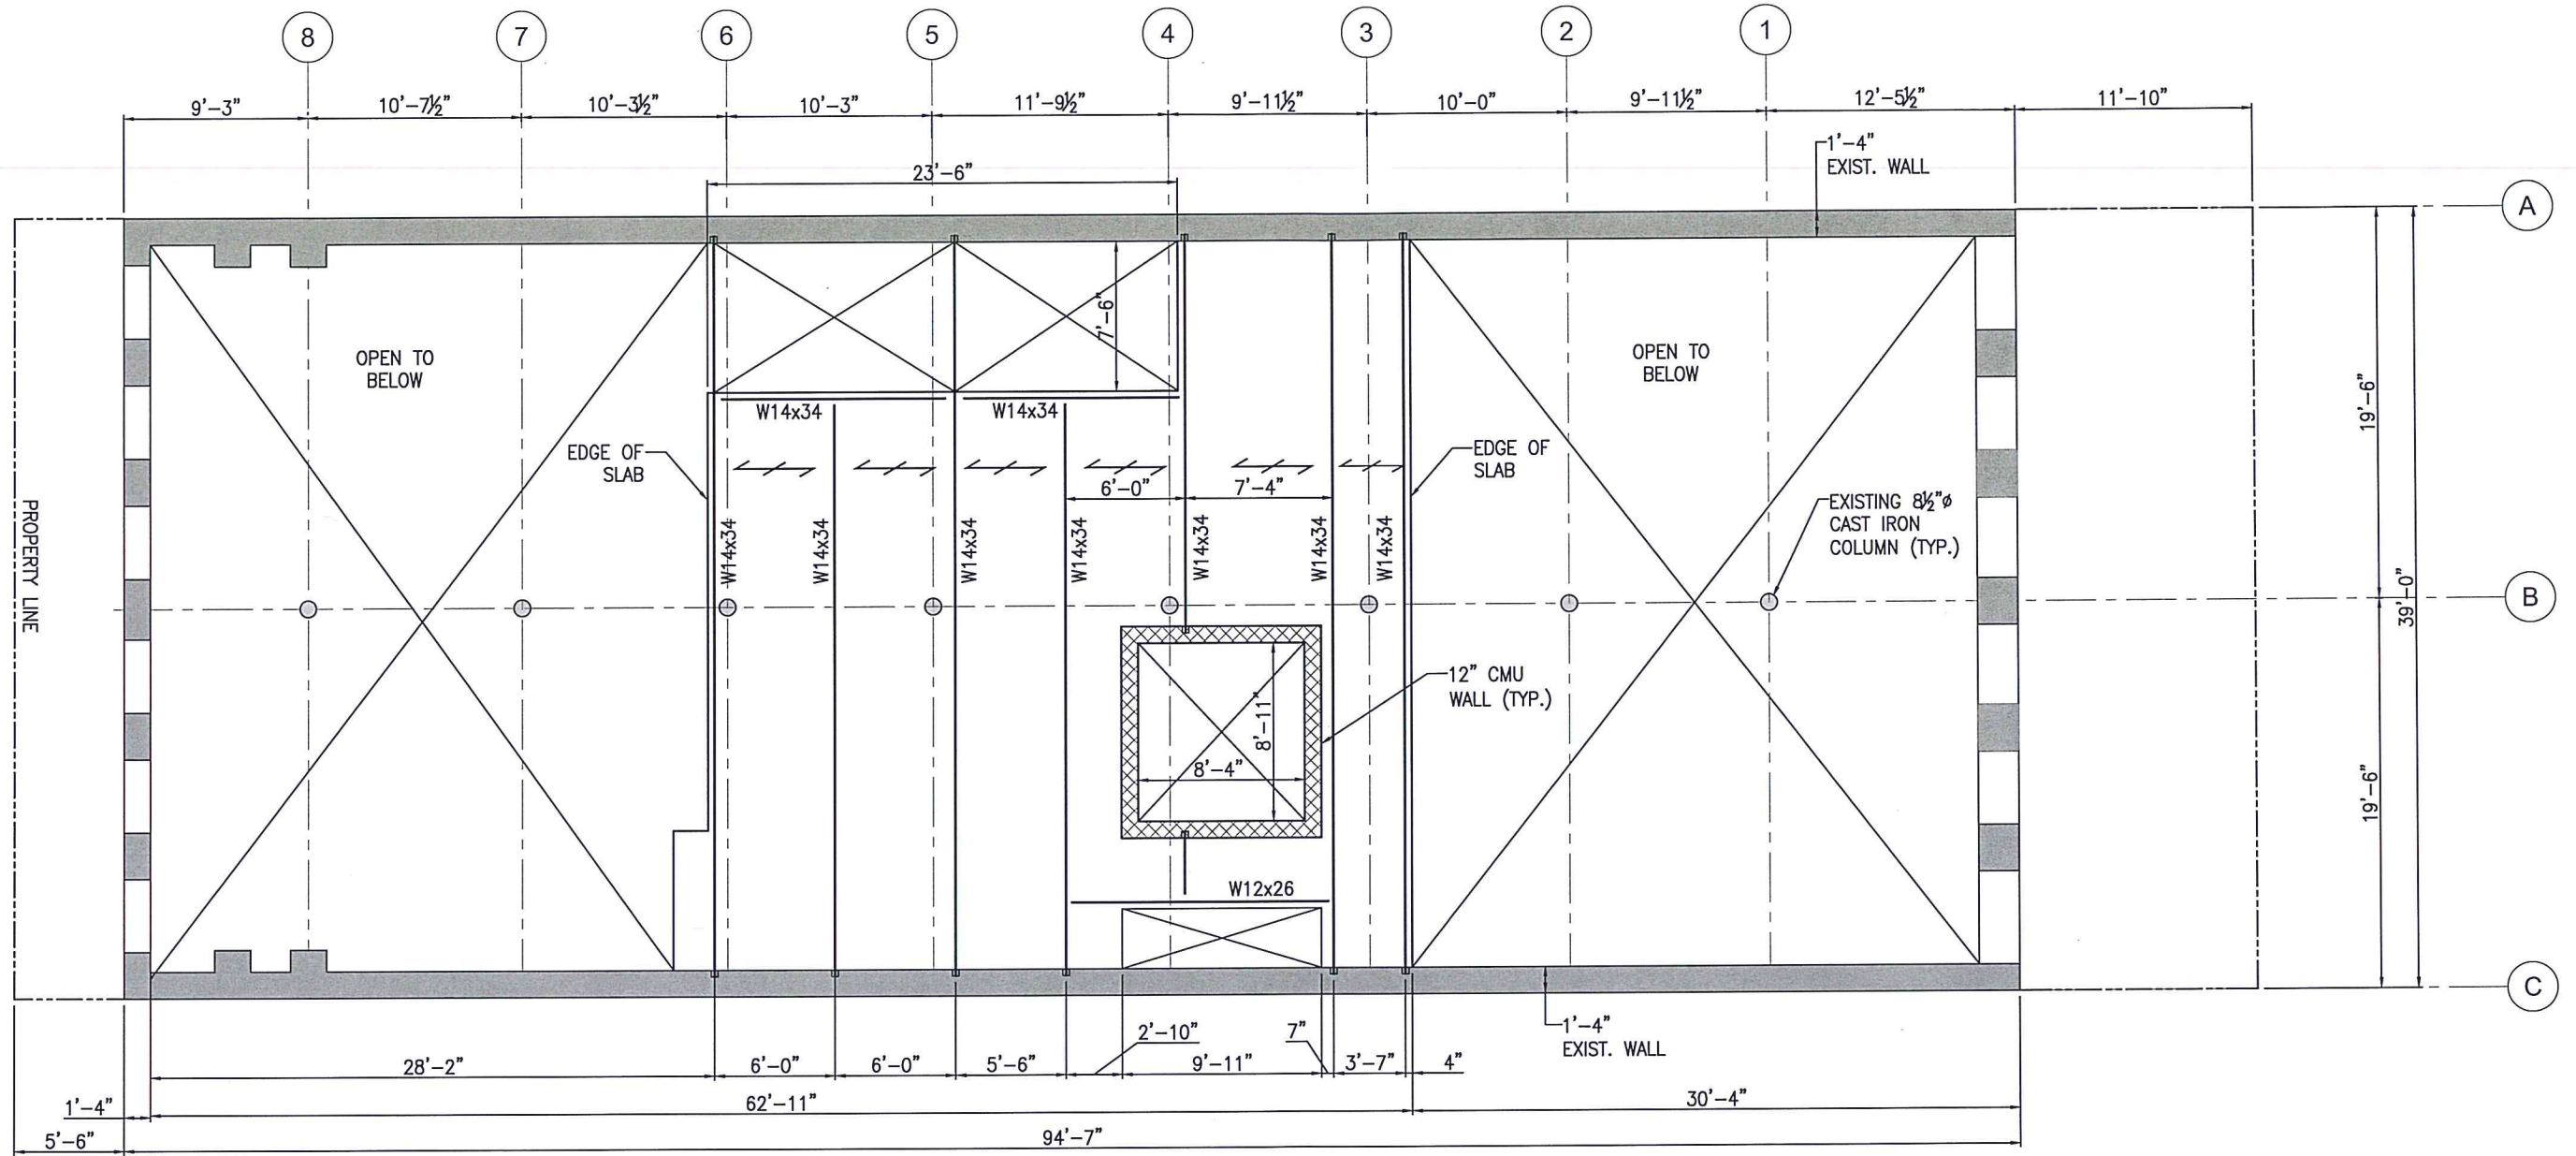 8
7
6
5
4
3
2
1
9'-3"
10'-7½"
10'-3½"
10'-3"
11'-9½"
9'-11½"
10'-0"
9'-11½"
12'-5½"
11'-10"
23'-6"
1'-4"
EXIST. WALL
A
7'-6"
OPEN TO
BELOW
OPEN TO
BELOW
W14x34
W14x34
EDGE OF
SLAB
EDGE OF
SLAB
19'-6"
6'-0"
7'-4"
PROPERTY LINE
W14x34
W14x34
W14x34
W14x34
W14x34
W14x34
W14x34
EXISTING 8½"ø
CAST IRON
COLUMN (TYP.)
39'-0"
B
12" CMU
WALL (TYP.)
8'-11"
8'-4"
19'-6"
W12x26
C
2'-10"
7"
1'-4"
EXIST. WALL
28'-2"
6'-0"
6'-0"
5'-6"
9'-11"
3'-7"
4"
1'-4"
62'-11"
30'-4"
5'-6"
94'-7"